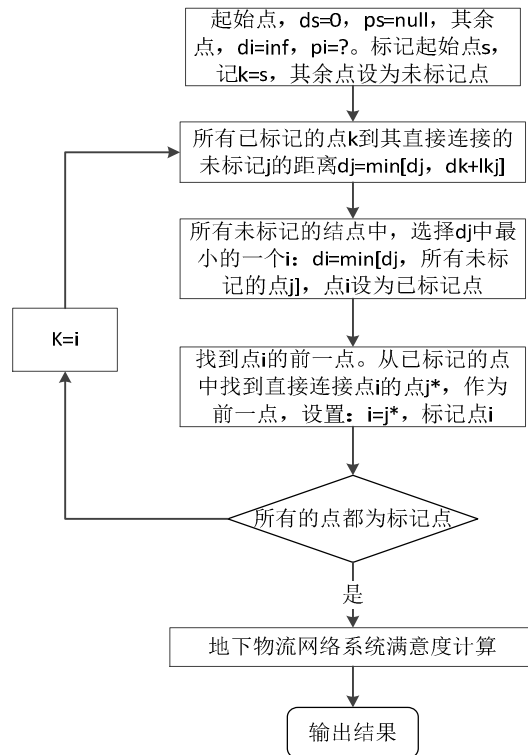 起始点，ds=0，ps=null，其余
点，di=inf，pi=?。标记起始点s，
记k=s，其余点设为未标记点
所有已标记的点k到其直接连接的
未标记j的距离dj=min[dj，dk+lkj]
所有未标记的结点中，选择dj中最
小的一个i：di=min[dj，所有未标
记的点j]，点i设为已标记点
K=i
找到点i的前一点。从已标记的点
中找到直接连接点i的点j*，作为
前一点，设置：i=j*，标记点i
所有的点都为标记点
是
地下物流网络系统满意度计算
输出结果